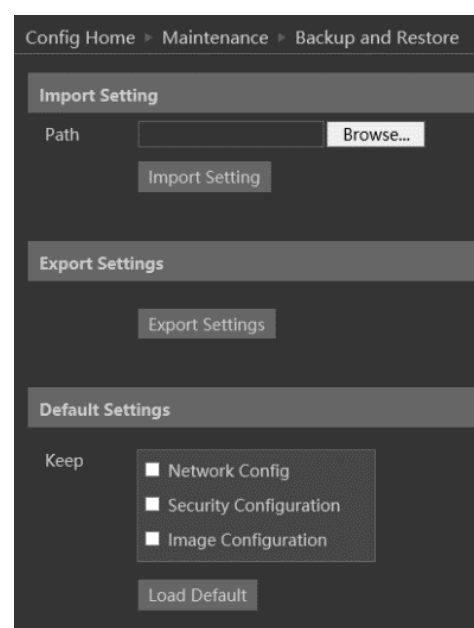 Config Home ▸ Maintenance ▸ Backup and Restore
Import Setting
Path Browse...
Import Setting
Export Settings
Export Settings
Default Settings
Keep
Network Config
Security Configuration
Image Configuration
Load Default